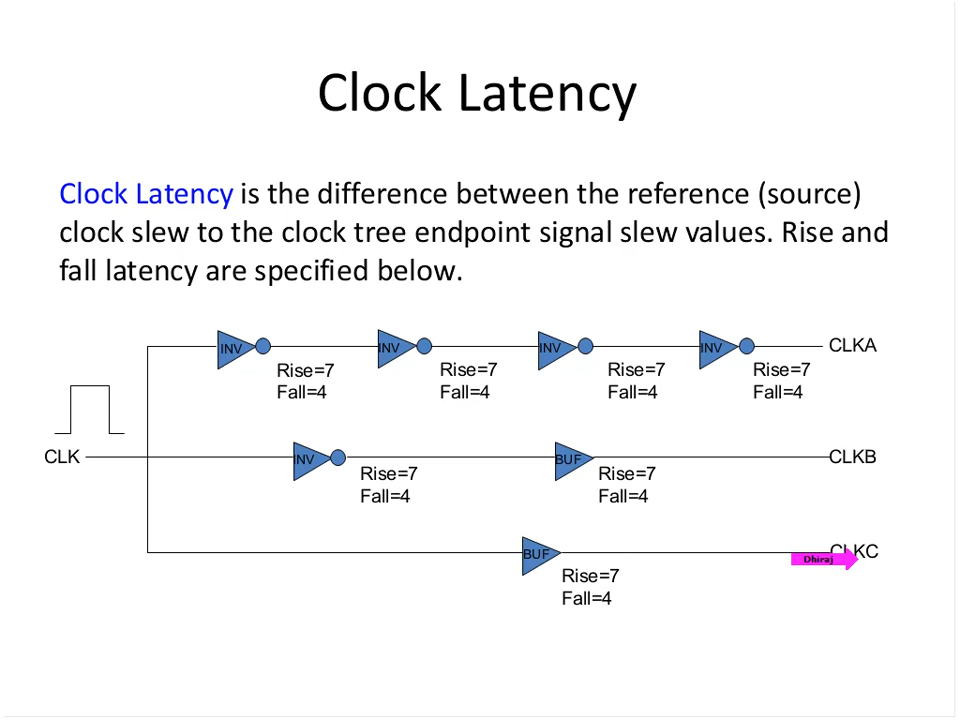 Clock Latency
Clock Latency is the difference between the reference (source)
clock slew to the clock tree endpoint signal slew values. Rise and
fall latency are specified below.
INV
INV
INV
INV
CLKA
Rise=7
Fall=4
Rise=7
Fall=4
Rise=7
Fall=4
Rise=7
Fall=4
CLK
INV
BUF
CLKB
Rise=7
Fall=4
Rise=7
Fall=4
BUF
CLKC
Dhiraj
Rise=7
Fall=4